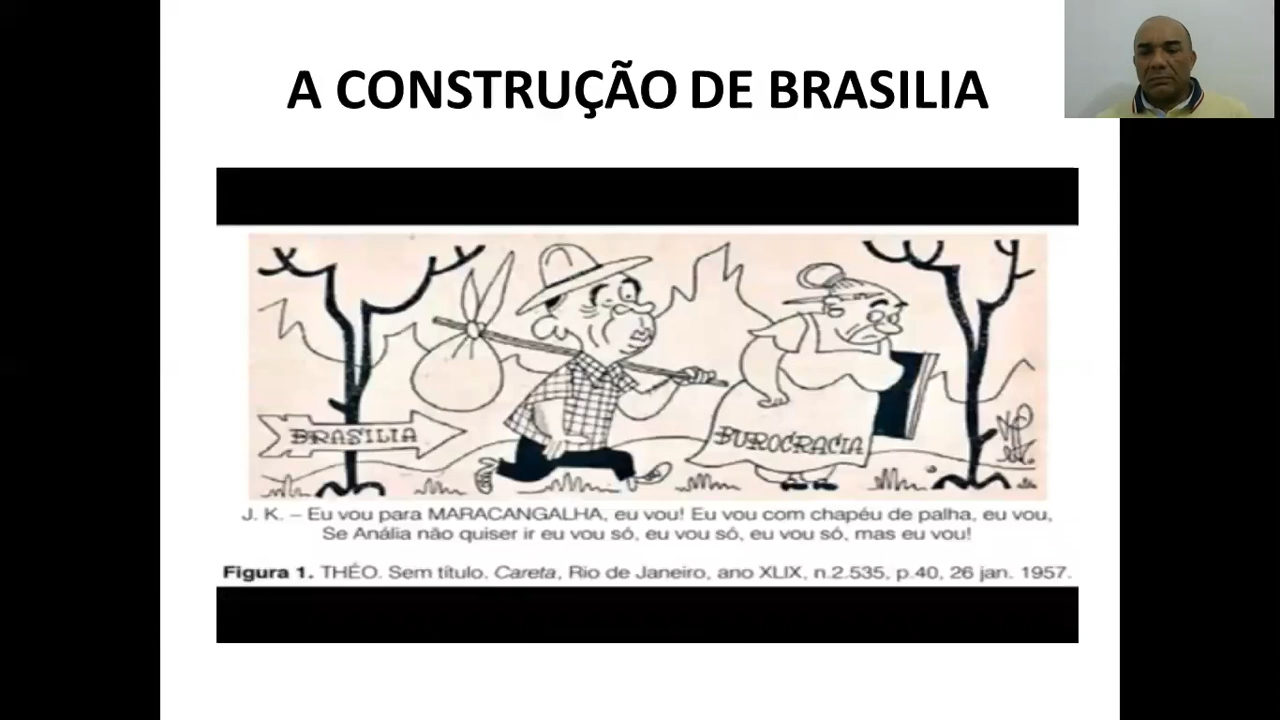 A CONSTRUÇÃO DE BRASILIA
BRASILIA
BUROCRACIA
J. K. – Eu vou para MARACANGALHA, eu vou! Eu vou com chapéu de palha, eu vou,
Se Anália não quiser ir eu vou só, eu vou só, eu vou só, mas eu vou!
Figura 1. THÉO. Sem título. Careta, Rio de Janeiro, ano XLIX, n.2.535, p.40, 26 jan. 1957.